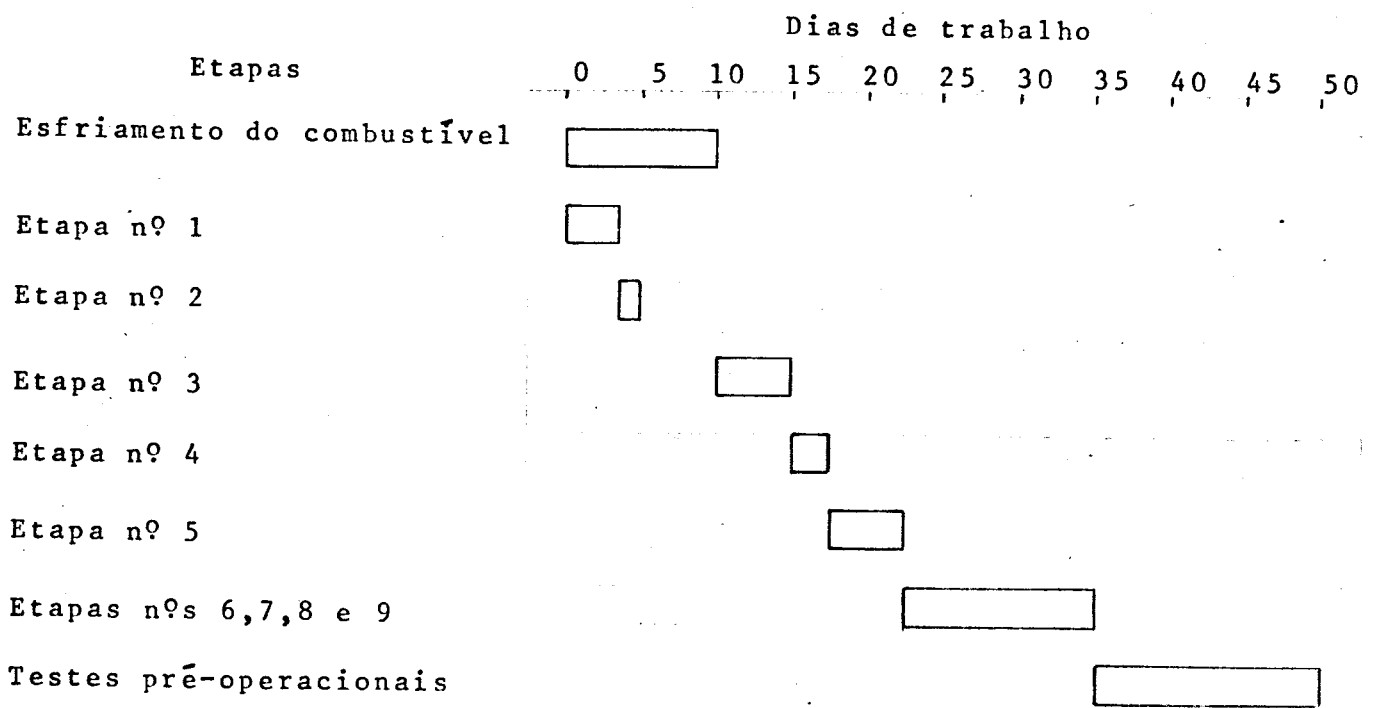 Dias de trabalho
Etapas 0 5 10 15 20 25 30 35 40 45 50
Esfriamento do combustível
Etapa nº 1
Etapa nº 2
Etapa nº 3
Etapa nº 4
Etapa nº 5
Etapas nºs 6,7,8 e 9
Testes pré-operacionais